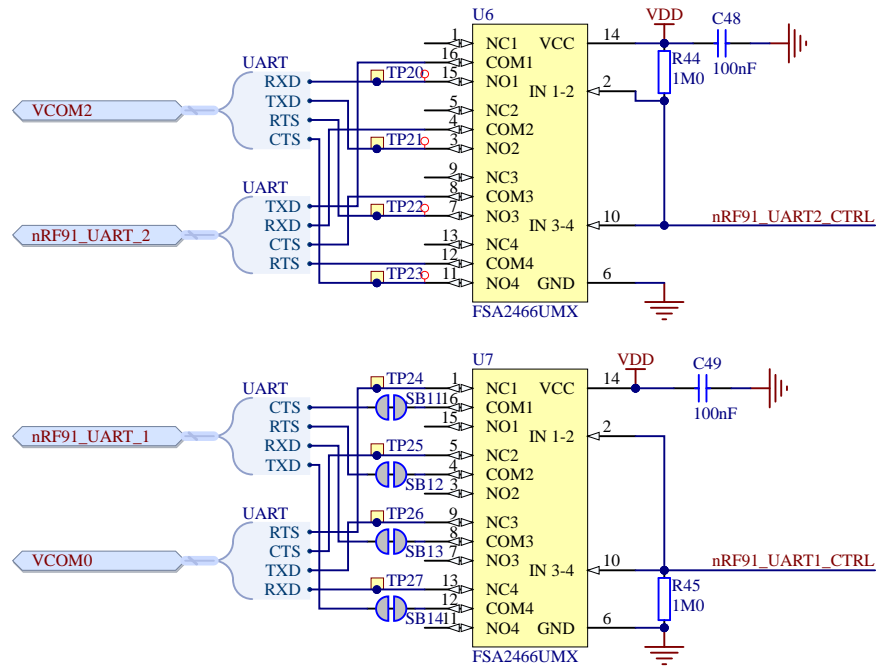 U6
VDD
C48
100nF
R44
1M0
UART
VCOM2
RXD
TXD
RTS
CTS
UART
nRF91_UART_2
TXD
RXD
CTS
RTS
TP20
TP21
TP22
TP23
1 NC1 VCC 14
16 COM1
15 NO1 IN 1-2 2
5 NC2
4 COM2
3 NO2
9 NC3
8 COM3
7 NO3 IN 3-4 10
13 NC4
12 COM4
11 NO4 GND 6
nRF91_UART2_CTRL
FSA2466UMX
U7
VDD
C49
100nF
UART
nRF91_UART_1
CTS
RTS
RXD
TXD
UART
VCOM0
RTS
CTS
TXD
RXD
TP24
SB11
TP25
SB12
TP26
SB13
TP27
SB14
1 NC1 VCC 14
16 COM1
15 NO1 IN 1-2 2
5 NC2
4 COM2
3 NO2
9 NC3
8 COM3
7 NO3 IN 3-4 10
13 NC4
12 COM4
11 NO4 GND 6
nRF91_UART1_CTRL
R45
1M0
FSA2466UMX